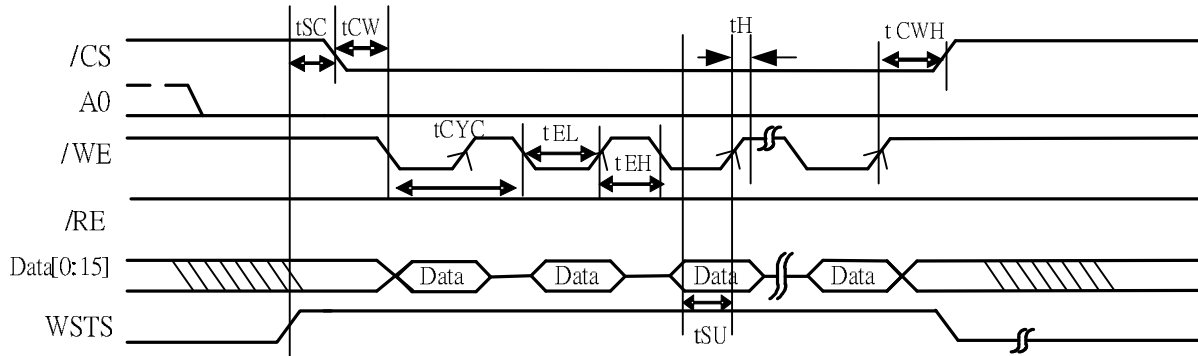 tSC tCW tH t CWH
/CS
A0
tCYC t EL
/WE
t EH
/RE
Data[0:15] Data Data Data Data
WSTS
tSU